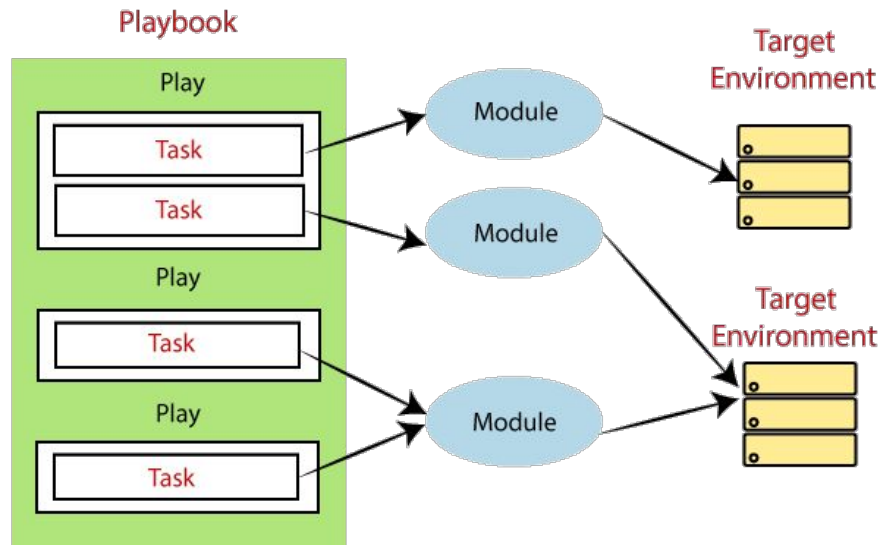 Playbook
Play
Task
Task
Play
Task
Play
Task
Module
Module
Module
Target
Environment
Target
Environment